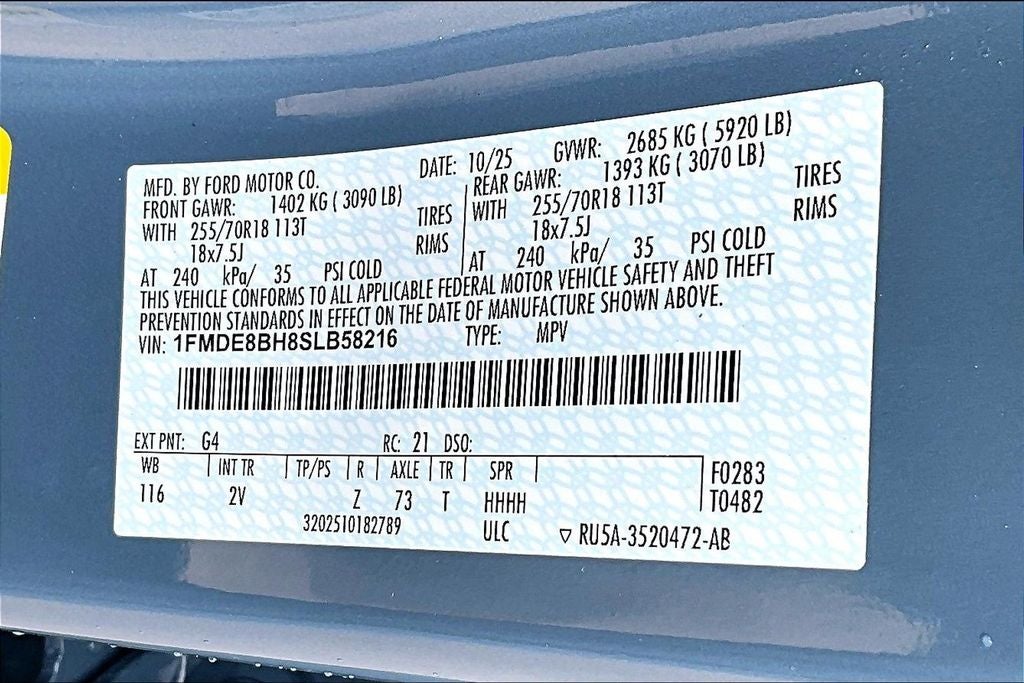 MFD. BY FORD MOTOR CO. DATE: 10/25 GVWR: 2685 KG ( 5920 LB)
FRONT GAWR: 1402 KG ( 3090 LB) REAR GAWR: 1393 KG ( 3070 LB)
WITH 255/70R18 113T TIRES WITH 255/70R18 113T TIRES
18x7.5J RIMS 18x7.5J RIMS
AT 240 kPa/ 35 PSI COLD AT 240 kPa/ 35 PSI COLD
THIS VEHICLE CONFORMS TO ALL APPLICABLE FEDERAL MOTOR VEHICLE SAFETY AND THEFT
PREVENTION STANDARDS IN EFFECT ON THE DATE OF MANUFACTURE SHOWN ABOVE.
VIN: 1FMDE8BH8SLB58216 TYPE: MPV
EXT PNT: G4 RC: 21 DSO:
WB INT TR TP/PS R AXLE TR SPR F0283
116 2V Z 73 T HHHH T0482
3202510182789 ULC ▽ RU5A-3520472-AB